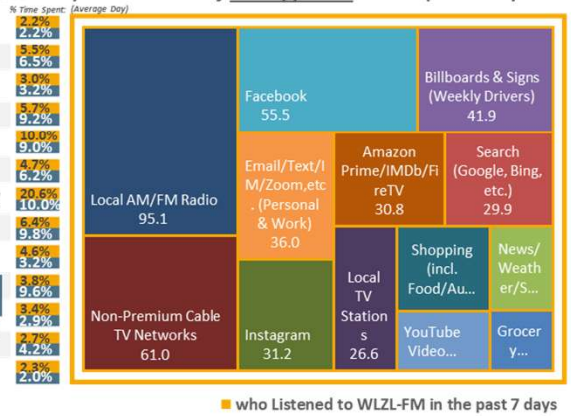 % Time Spent: (Average Day)
2.2%
2.2%
5.5%
6.5%
3.0%
3.2%
5.7%
9.2%
10.0%
9.0%
4.7%
6.2%
20.6%
10.0%
6.4%
9.8%
4.6%
3.2%
3.8%
9.6%
3.4%
2.9%
2.7%
4.2%
2.3%
2.0%
Local AM/FM Radio
95.1
Non-Premium Cable
TV Networks
61.0
Facebook
55.5
Billboards & Signs
(Weekly Drivers)
41.9
Email/Text/I
M/Zoom,etc
. (Personal
& Work)
36.0
Amazon
Prime/IMDb/Fi
reTV
30.8
Search
(Google, Bing,
etc.)
29.9
Instagram
31.2
Local
TV
Station
s
26.6
Shopping
(incl.
Food/Au...
News/
Weath
er/S...
YouTube
Video...
Grocer
y...
who Listened to WLZL-FM in the past 7 days